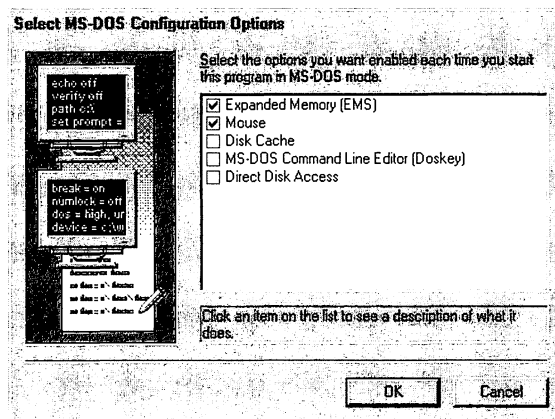 Select MS-DOS Configuration Options
Select the options you want enabled each time you start
this program in MS-DOS mode.
echo off
verify off
path c:\
set prompt =
break = on
numlock = off
dos = high, ur
device = c:\w
Expanded Memory (EMS)
Mouse
Disk Cache
MS-DOS Command Line Editor (Doskey)
Direct Disk Access
Click an item on the list to see a description of what it
does.
OK
Cancel